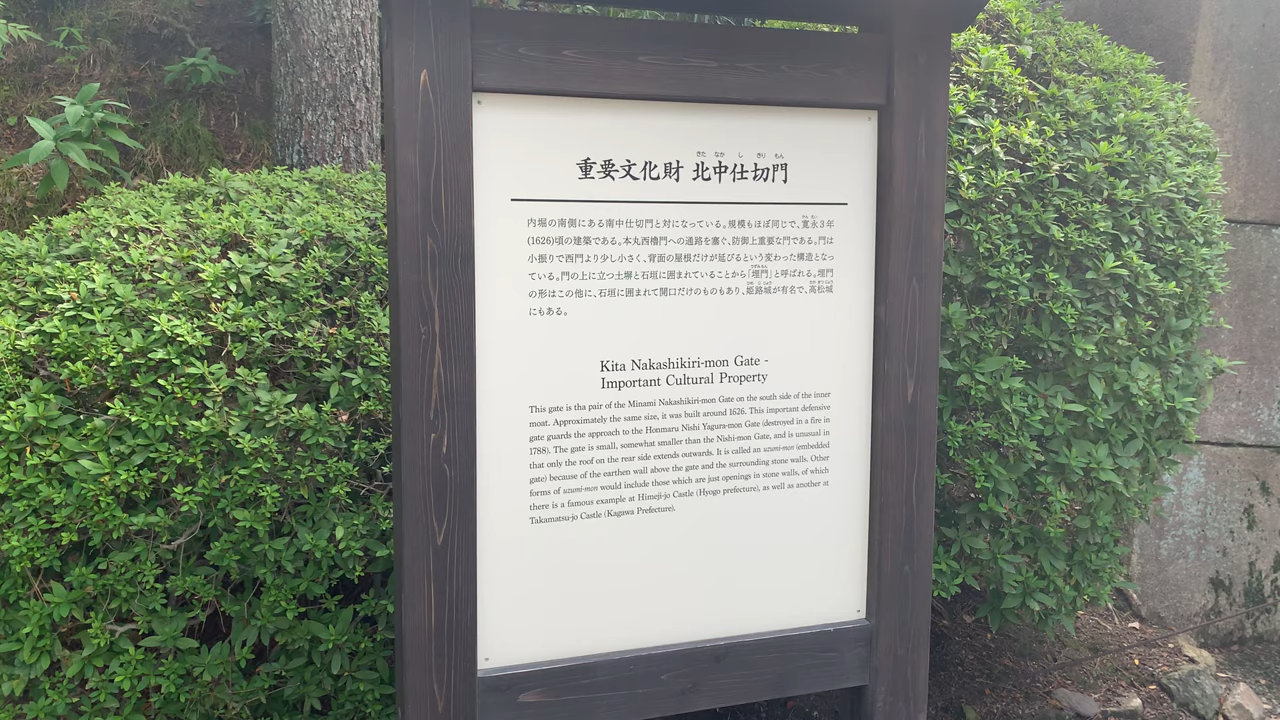 きた なか し きり もん
重要文化財 北中仕切門
内堀の南側にある南中仕切門と対になっている。規模もほぼ同じで、寛永3年
(1626)頃の建築である。本丸西櫓門への通路を塞ぐ、防御上重要な門である。門は
小振りで西門より少し小さく、背面の屋根だけが延びるという変わった構造となっ
ている。門の上に立つ土塀と石垣に囲まれていることから「埋門」と呼ばれる。埋門
の形はこの他に、石垣に囲まれて開口だけのものもあり、姫路城が有名で、高松城
にもある。
Kita Nakashikiri-mon Gate -
Important Cultural Property
This gate is tha pair of the Minami Nakashikiri-mon Gate on the south side of the inner
moat. Approximately the same size, it was built around 1626. This important defensive
gate guards the approach to the Honmaru Nishi Yagura-mon Gate (destroyed in a fire in
1788). The gate is small, somewhat smaller than the Nishi-mon Gate, and is unusual in
that only the roof on the rear side extends outwards. It is called an uzumi-mon (embedded
gate) because of the earthen wall above the gate and the surrounding stone walls. Other
forms of uzumi-mon would include those which are just openings in stone walls, of which
there is a famous example at Himeji-jo Castle (Hyogo prefecture), as well as another at
Takamatsu-jo Castle (Kagawa Prefecture).